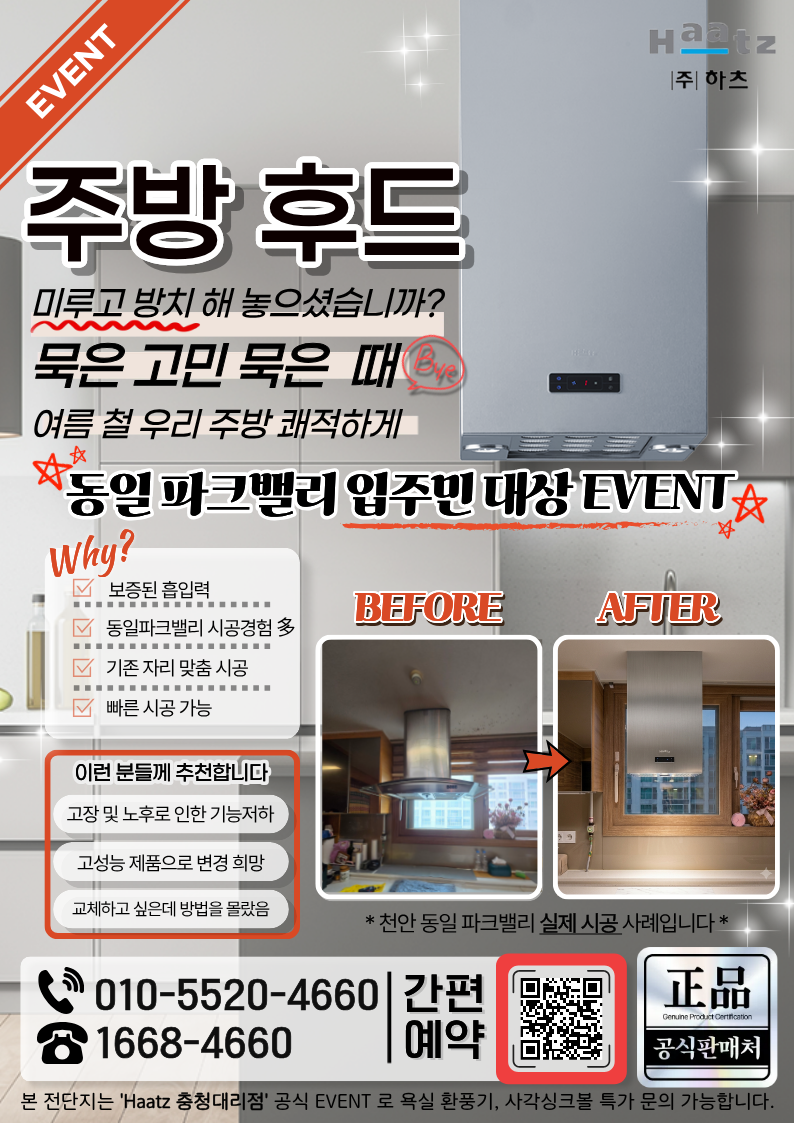 EVENT
Haatz
|주| 하츠
주방 후드
미루고 방치 해 놓으셨습니까?
묵은 고민 묵은 때
Bye
여름 철 우리 주방 쾌적하게
동일 파크밸리 입주민 대상 EVENT
Why?
보증된 흡입력
동일파크밸리 시공경험 多
기존 자리 맞춤 시공
빠른 시공 가능
이런 분들께 추천합니다
고장 및 노후로 인한 기능저하
고성능 제품으로 변경 희망
교체하고 싶은데 방법을 몰랐음
BEFORE
AFTER
* 천안 동일 파크밸리 실제 시공 사례입니다 *
010-5520-4660
1668-4660
간편
예약
正品
Genuine Product Certification
공식판매처
본 전단지는 'Haatz 충청대리점' 공식 EVENT 로 욕실 환풍기, 사각싱크볼 특가 문의 가능합니다.